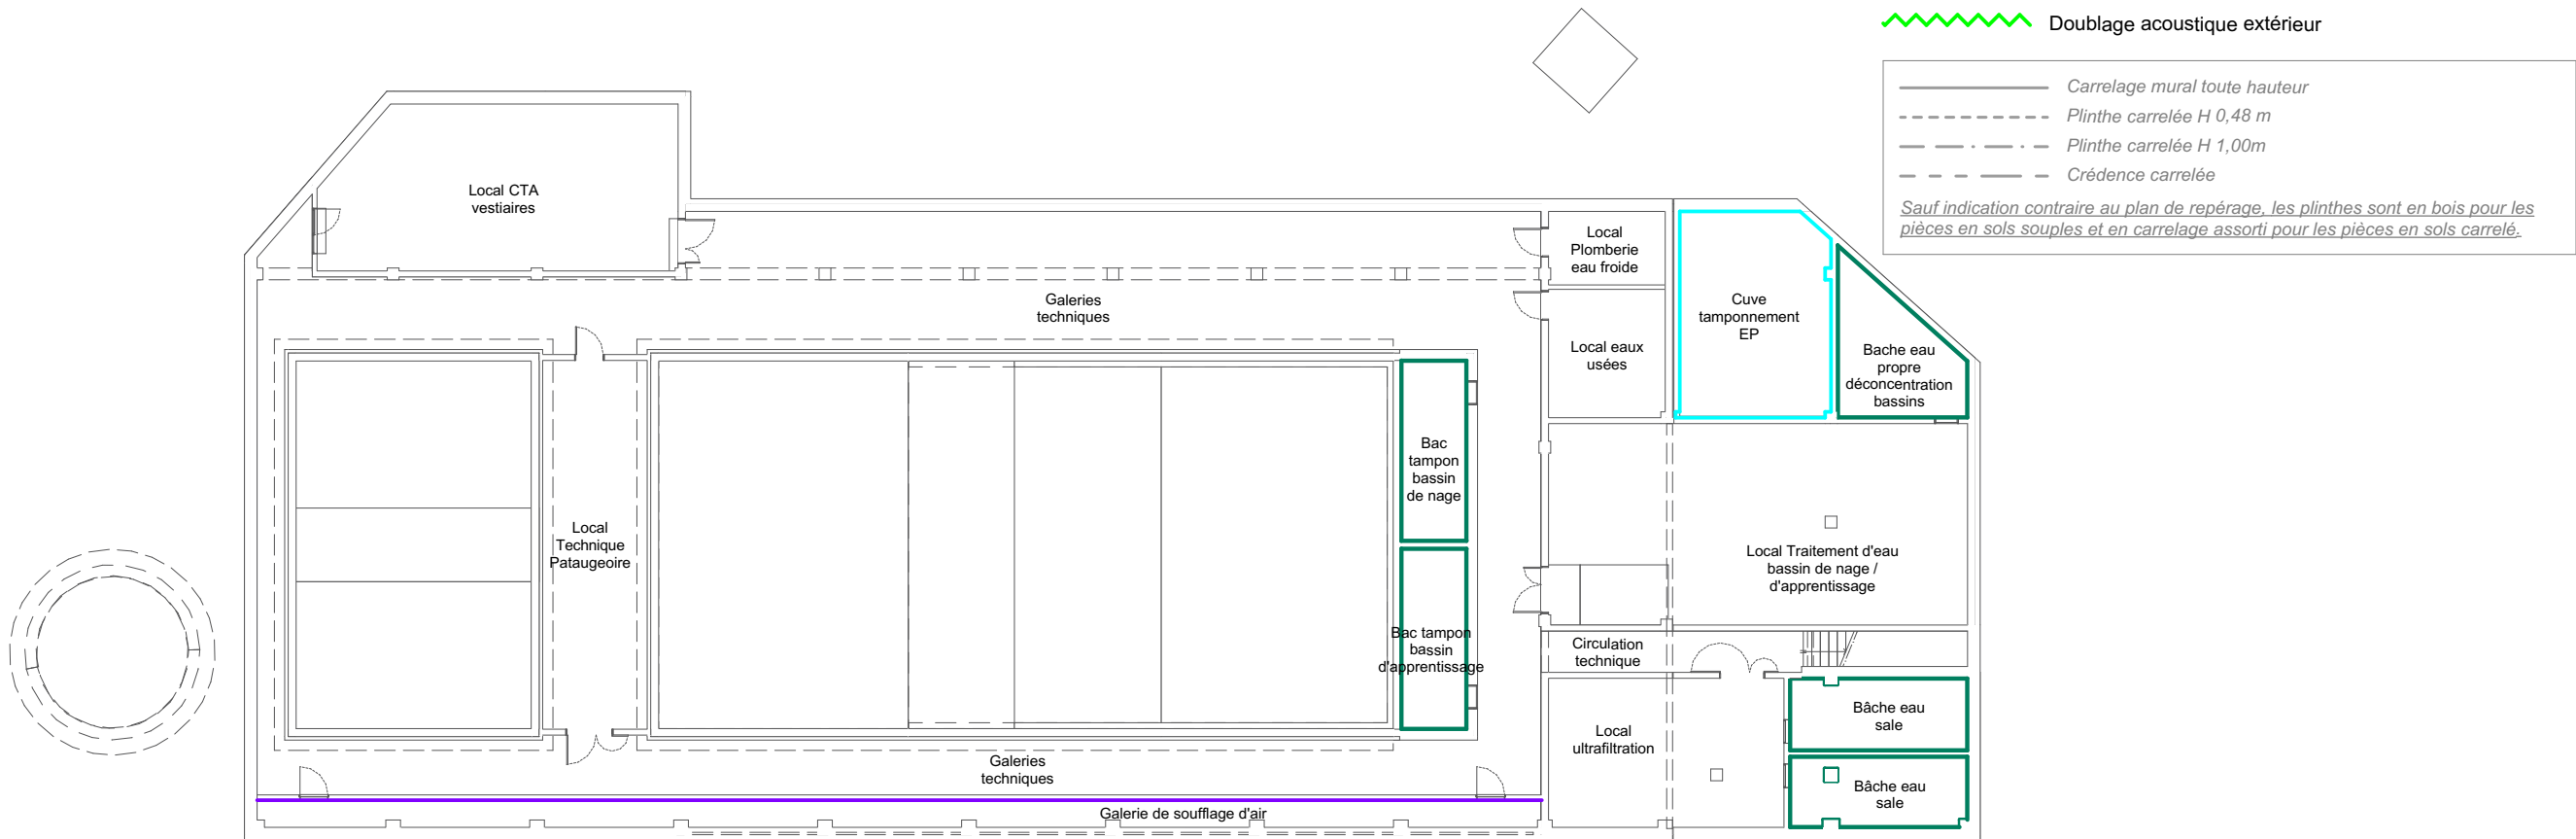 Doublage acoustique extérieur
Carrelage mural toute hauteur
Plinthe carrelée H 0,48 m
Plinthe carrelée H 1,00m
Crédence carrelée
Sauf indication contraire au plan de repérage, les plinthes sont en bois pour les
pièces en sols souples et en carrelage assorti pour les pièces en sols carrelé.
Local CTA
vestiaires
Local
Plomberie
eau froide
Galeries
techniques
Cuve
tamponnement
EP
Local eaux
usées
Bache eau
propre
déconcentration
bassins
Bac
tampon
bassin
de nage
Local
Technique
Pataugeoire
Local Traitement d'eau
bassin de nage /
d'apprentissage
Bac tampon
bassin
d'apprentissage
Circulation
technique
Bâche eau
sale
Local
ultrafiltration
Galeries
techniques
Bâche eau
sale
Galerie de soufflage d'air